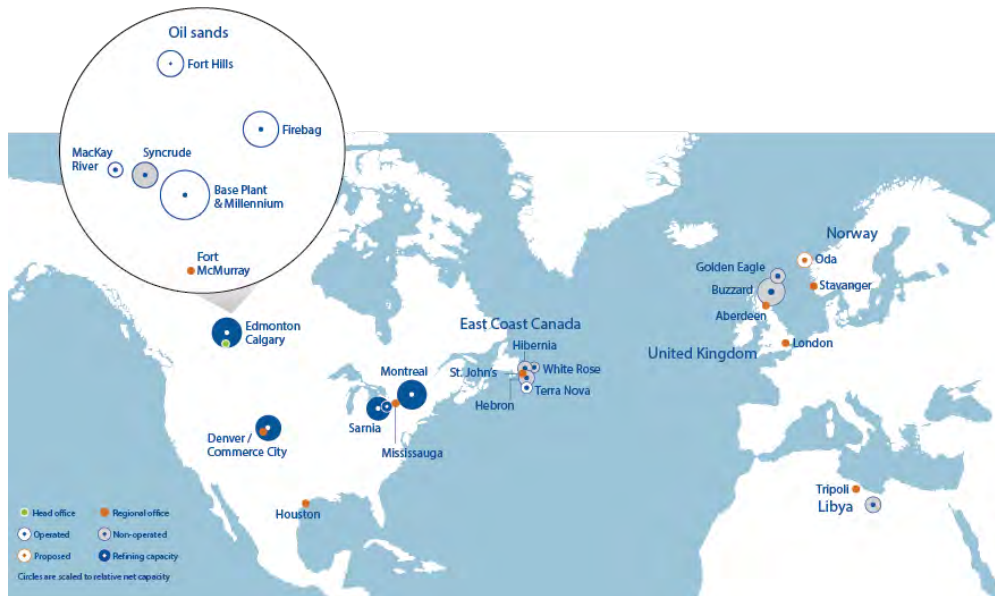 Oil sands
Fort Hills
Firebag
MacKay
River
Syncrude
Base Plant
& Millennium
Fort
McMurray
Edmonton
Calgary
Montreal
Sarnia
Mississauga
Denver /
Commerce City
Houston
East Coast Canada
Hibernia
White Rose
St. John's
Hebron
Terra Nova
Norway
Oda
Golden Eagle
Stavanger
Buzzard
Aberdeen
London
United Kingdom
Tripoli
Libya
Head office
Regional office
Operated
Non-operated
Proposed
Refining capacity
Circles are scaled to relative net capacity